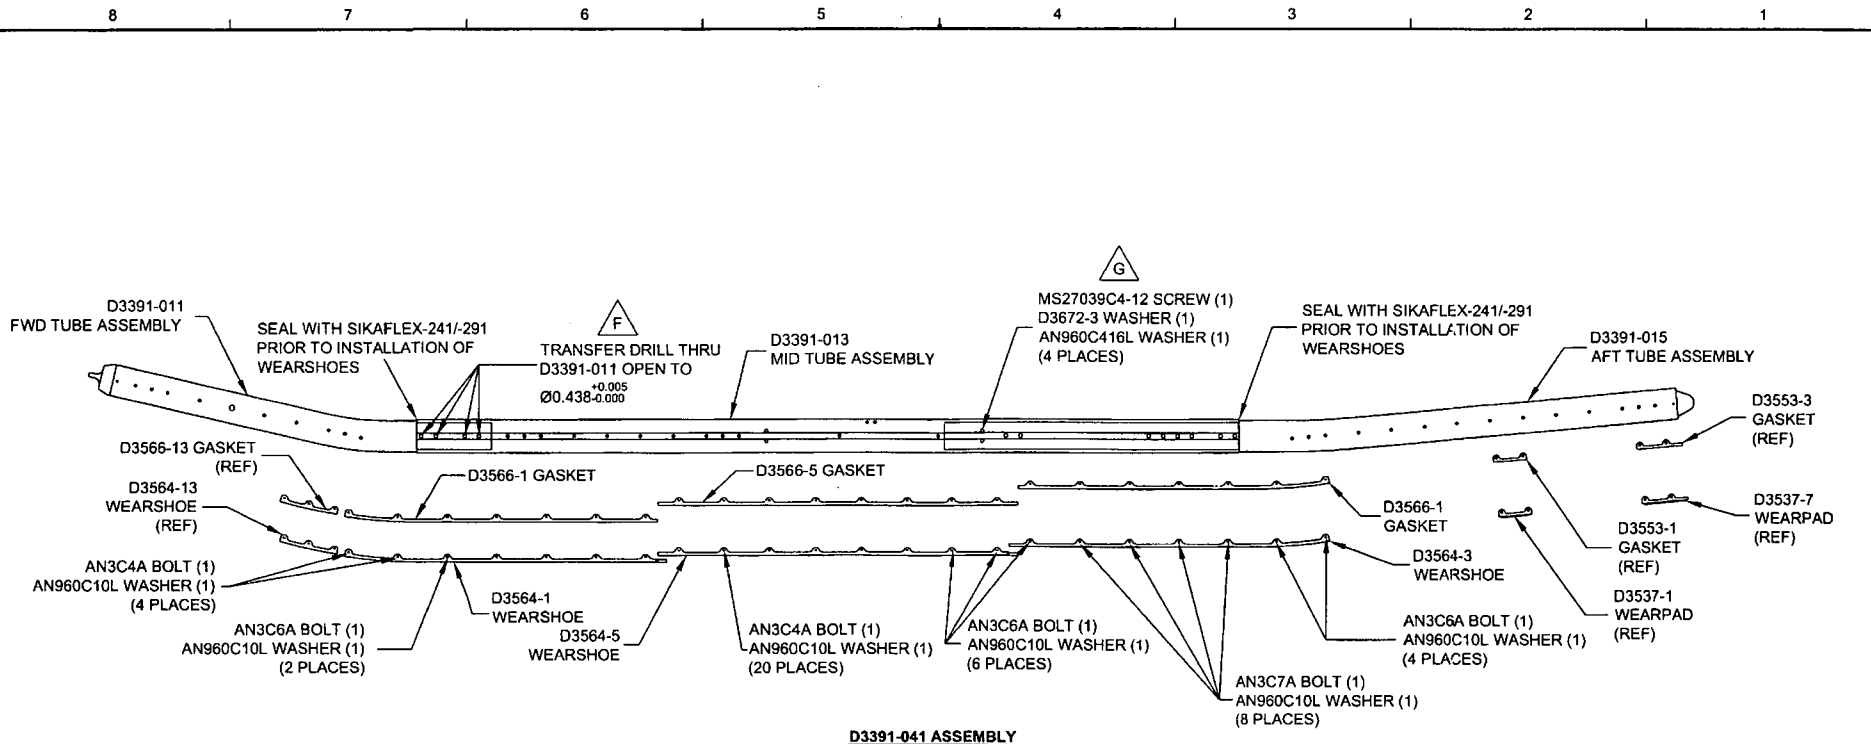 8 7 6 5 4 3 2 1
D3391-011
FWD TUBE ASSEMBLY
SEAL WITH SIKAFLEX-241/-291
PRIOR TO INSTALLATION OF
WEARSHOES
F
TRANSFER DRILL THRU
D3391-011 OPEN TO
Ø0.438+0.005
-0.000
D3391-013
MID TUBE ASSEMBLY
G
MS27039C4-12 SCREW (1)
D3672-3 WASHER (1)
AN960C416L WASHER (1)
(4 PLACES)
SEAL WITH SIKAFLEX-241/-291
PRIOR TO INSTALLATION OF
WEARSHOES
D3391-015
AFT TUBE ASSEMBLY
D3553-3
GASKET
(REF)
D3566-13 GASKET
(REF)
D3566-1 GASKET
D3566-5 GASKET
D3564-13
WEARSHOE
(REF)
D3566-1
GASKET
D3553-1
GASKET
(REF)
D3537-7
WEARPAD
(REF)
AN3C4A BOLT (1)
AN960C10L WASHER (1)
(4 PLACES)
D3564-1
WEARSHOE
D3564-3
WEARSHOE
D3537-1
WEARPAD
(REF)
AN3C6A BOLT (1)
AN960C10L WASHER (1)
(2 PLACES)
D3564-5
WEARSHOE
AN3C4A BOLT (1)
AN960C10L WASHER (1)
(20 PLACES)
AN3C6A BOLT (1)
AN960C10L WASHER (1)
(6 PLACES)
AN3C6A BOLT (1)
AN960C10L WASHER (1)
(4 PLACES)
AN3C7A BOLT (1)
AN960C10L WASHER (1)
(8 PLACES)
D3391-041 ASSEMBLY